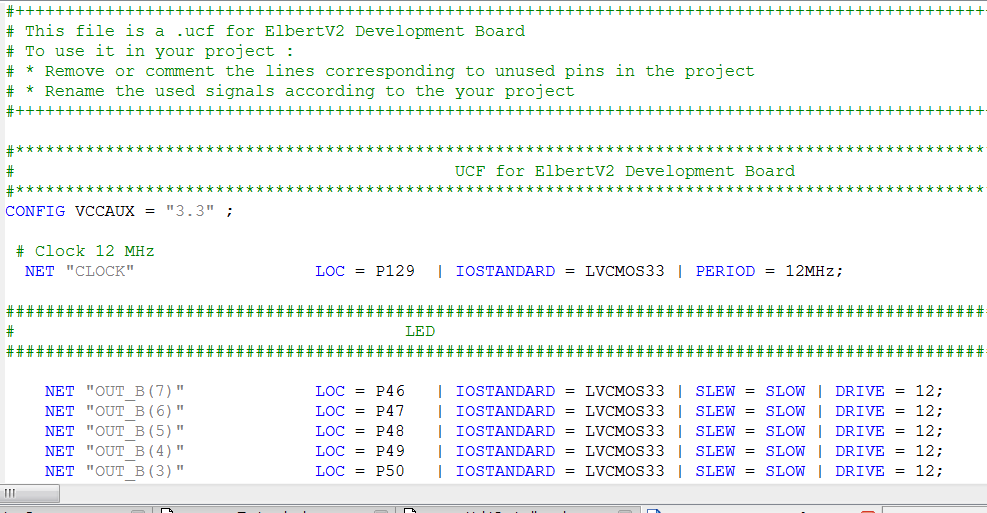 #++++++++++++++++++++++++++++++++++++++++++++++++++++++++++++++++++++++++++++++++++++++++++++++++++
# This file is a .ucf for ElbertV2 Development Board
# To use it in your project :
# * Remove or comment the lines corresponding to unused pins in the project
# * Rename the used signals according to the your project
#++++++++++++++++++++++++++++++++++++++++++++++++++++++++++++++++++++++++++++++++++++++++++++++++++
#**************************************************************************************************
# UCF for ElbertV2 Development Board
#**************************************************************************************************
CONFIG VCCAUX = "3.3" ;
# Clock 12 MHz
NET "CLOCK" LOC = P129 | IOSTANDARD = LVCMOS33 | PERIOD = 12MHz;
###################################################################################################
# LED
###################################################################################################
NET "OUT_B(7)" LOC = P46 | IOSTANDARD = LVCMOS33 | SLEW = SLOW | DRIVE = 12;
NET "OUT_B(6)" LOC = P47 | IOSTANDARD = LVCMOS33 | SLEW = SLOW | DRIVE = 12;
NET "OUT_B(5)" LOC = P48 | IOSTANDARD = LVCMOS33 | SLEW = SLOW | DRIVE = 12;
NET "OUT_B(4)" LOC = P49 | IOSTANDARD = LVCMOS33 | SLEW = SLOW | DRIVE = 12;
NET "OUT_B(3)" LOC = P50 | IOSTANDARD = LVCMOS33 | SLEW = SLOW | DRIVE = 12;